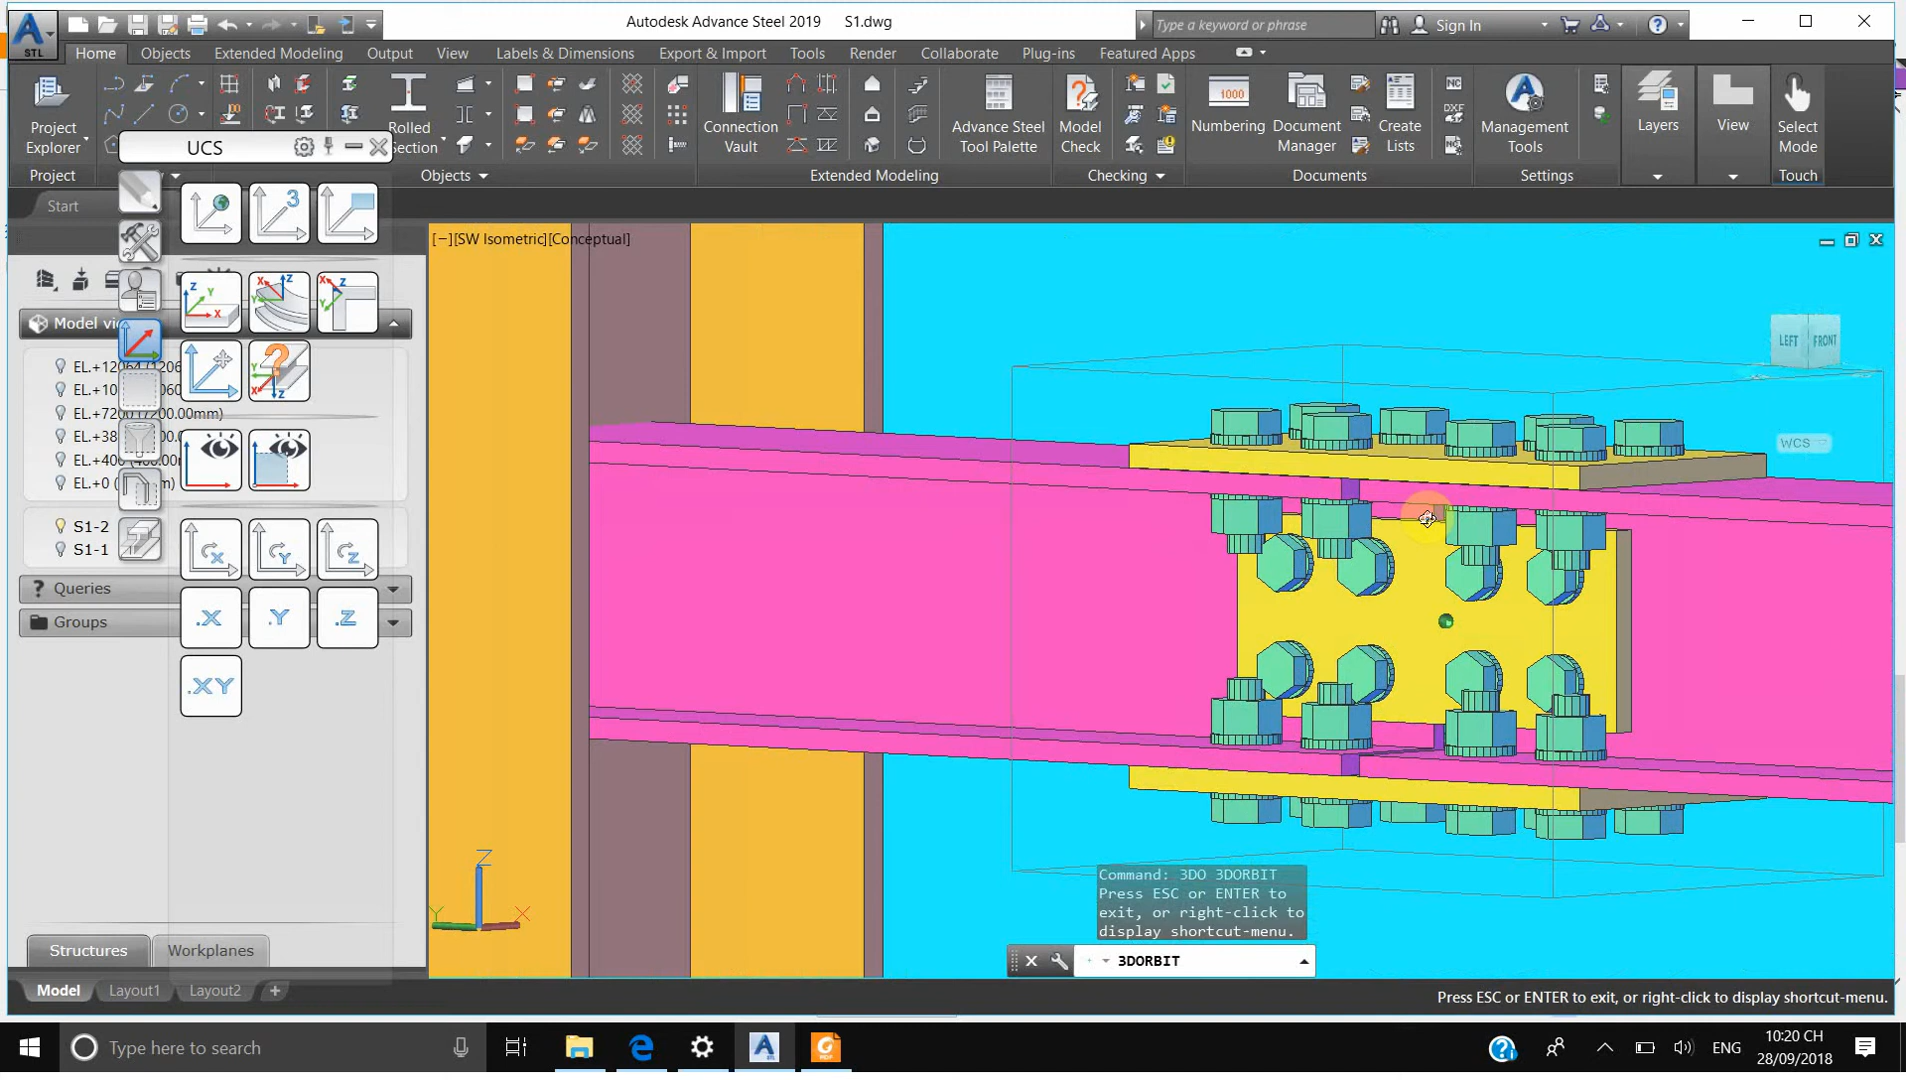 Autodesk Advance Steel 2019 S1.dwg
Type a keyword or phrase
Sign In
STL
Home Objects Extended Modeling Output View Labels & Dimensions Export & Import Tools Render Collaborate Plug-ins Featured Apps
Project
Explorer
Rolled
Section
Connection
Vault
Advance Steel
Tool Palette
Model
Check
1000
Numbering
Document
Manager
Create
Lists
NC
DXF
Management
Tools
Layers
View
Select
Mode
Project
Objects
Extended Modeling
Checking
Documents
Settings
Touch
UCS
Start
3
[−][SW Isometric][Conceptual]
LEFT FRONT
WCS
EL.+7200 (7200.00mm)
S1-2
S1-1
Queries
Groups
X Y Z
.X .Y .Z
.XY
Z
Y X
Command: 3DO 3DORBIT
Press ESC or ENTER to
exit, or right-click to
display shortcut-menu.
3DORBIT
Structures Workplanes
Model Layout1 Layout2 +
Press ESC or ENTER to exit, or right-click to display shortcut-menu.
Type here to search
ENG
10:20 CH
28/09/2018